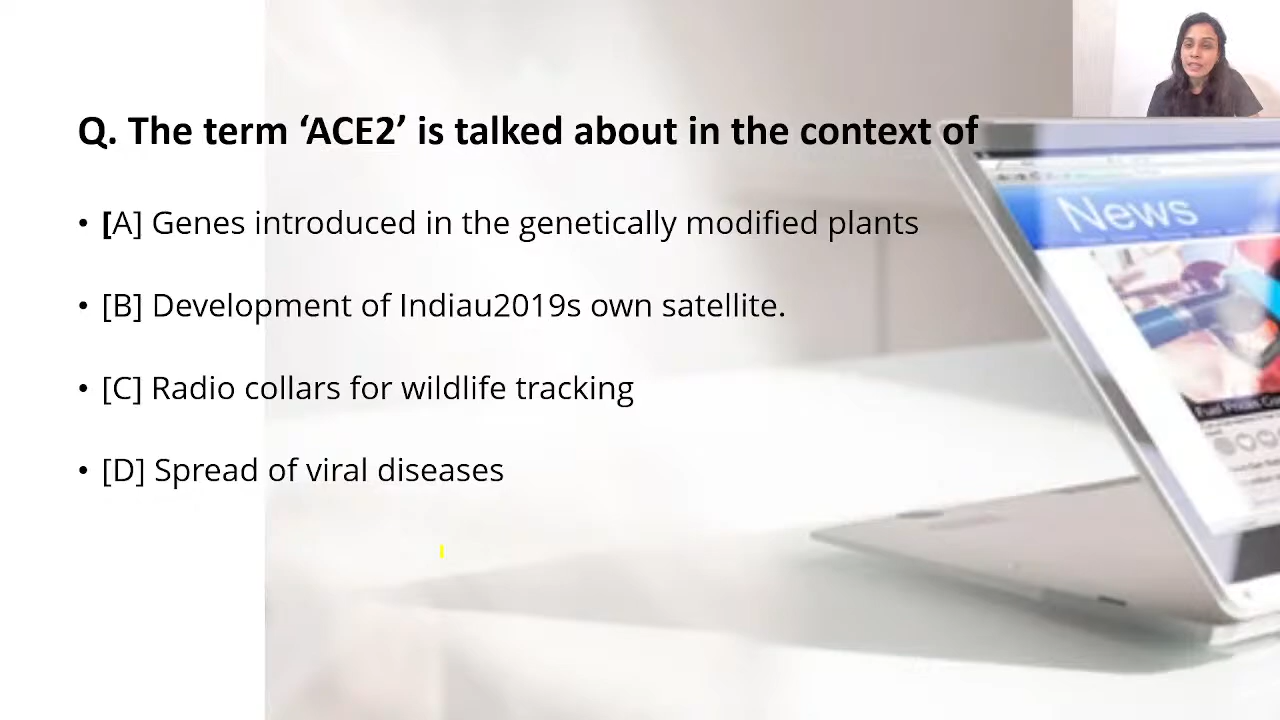 Q. The term ‘ACE2’ is talked about in the context of
• [A] Genes introduced in the genetically modified plants
• [B] Development of Indiau2019s own satellite.
• [C] Radio collars for wildlife tracking
• [D] Spread of viral diseases
News